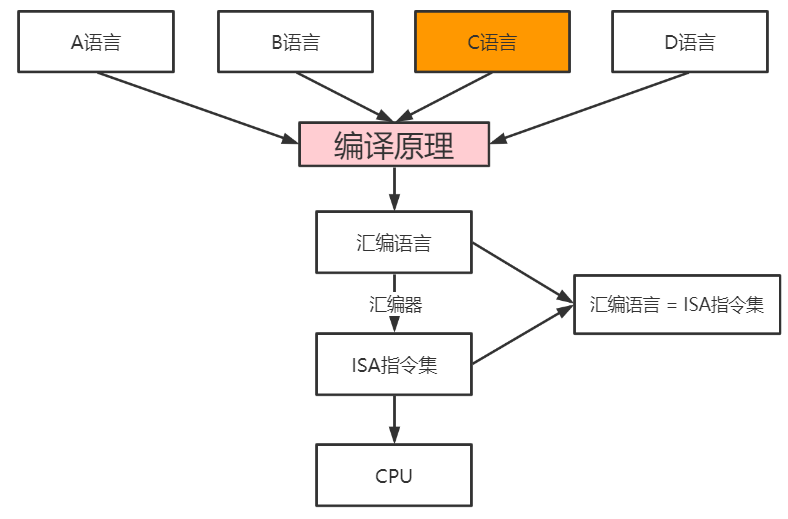 A语言
B语言
C语言
D语言
编译原理
汇编语言
汇编器
汇编语言 = ISA指令集
ISA指令集
CPU